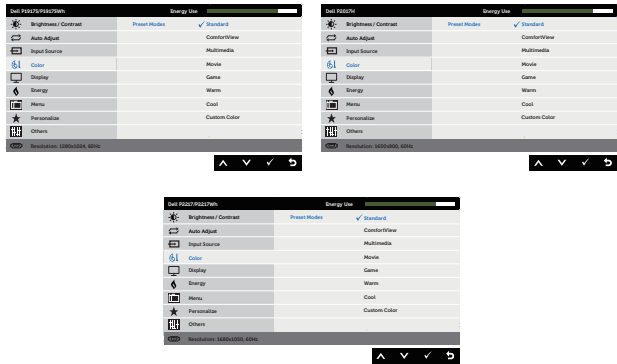 Dell P1917S/P1917SWh Energy Use
Brightness / Contrast Preset Modes ✓ Standard
Auto Adjust ComfortView
Input Source Multimedia
Color Movie
Display Game
Energy Warm
Menu Cool
Personalize Custom Color
Others
Resolution: 1280x1024, 60Hz
Dell P2017H Energy Use
Brightness / Contrast Preset Modes ✓ Standard
Auto Adjust ComfortView
Input Source Multimedia
Color Movie
Display Game
Energy Warm
Menu Cool
Personalize Custom Color
Others
Resolution: 1600x900, 60Hz
Dell P2217/P2217Wh Energy Use
Brightness / Contrast Preset Modes ✓ Standard
Auto Adjust ComfortView
Input Source Multimedia
Color Movie
Display Game
Energy Warm
Menu Cool
Personalize Custom Color
Others
Resolution: 1680x1050, 60Hz